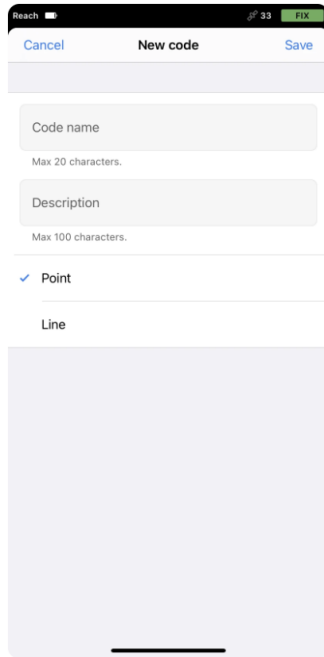 Reach 33 FIX
Cancel New code Save
Code name
Max 20 characters.
Description
Max 100 characters.
Point
Line